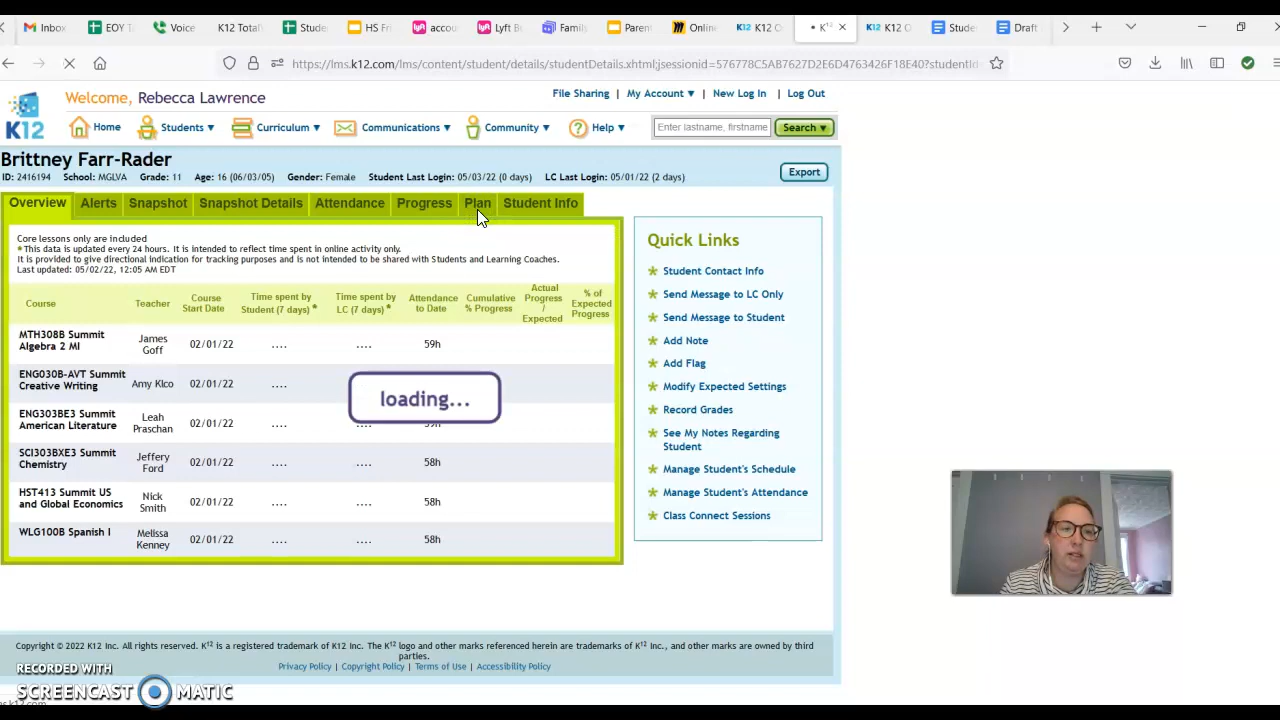 Inbox
EOY T
Voice
K12 Totalv
Stude
HS Fr
accou
Lyft B
Family
Parent
Online
K12 O
K
K12 O
Stude
Draft
https://lms.k12.com/lms/content/student/details/studentDetails.xhtml;jsessionid=576778C5AB7627D2E6D4763426F18E40?studentId
Welcome, Rebecca Lawrence
File Sharing | My Account | New Log In | Log Out
K12
Home
Students
Curriculum
Communications
Community
Help
Enter lastname, firstname
Search
Brittney Farr-Rader
ID: 2416194 School: MGLVA Grade: 11 Age: 16 (06/03/05) Gender: Female Student Last Login: 05/03/22 (0 days) LC Last Login: 05/01/22 (2 days)
Export
Overview Alerts Snapshot Snapshot Details Attendance Progress Plan Student Info
Core lessons only are included
* This data is updated every 24 hours. It is intended to reflect time spent in online activity only.
It is provided to give directional indication for tracking purposes and is not intended to be shared with Students and Learning Coaches.
Last updated: 05/02/22, 12:05 AM EDT
Course
Teacher
Course
Start Date
Time spent by
Student (7 days) *
Time spent by
LC (7 days) *
Attendance
to Date
Cumulative
% Progress
Actual
Progress
/
Expected
% of
Expected
Progress
MTH308B Summit
Algebra 2 MI
James
Goff
02/01/22 .... .... 59h
ENG030B-AVT Summit
Creative Writing
Amy Klco
02/01/22 ....
ENG303BE3 Summit
American Literature
Leah
Praschan
02/01/22 .... .... 59h
SCI303BXE3 Summit
Chemistry
Jeffery
Ford
02/01/22 .... .... 58h
HST413 Summit US
and Global Economics
Nick
Smith
02/01/22 .... .... 58h
WLG100B Spanish I
Melissa
Kenney
02/01/22 .... .... 58h
loading...
Quick Links
Student Contact Info
Send Message to LC Only
Send Message to Student
Add Note
Add Flag
Modify Expected Settings
Record Grades
See My Notes Regarding
Student
Manage Student's Schedule
Manage Student's Attendance
Class Connect Sessions
Copyright © 2022 K12 Inc. All rights reserved. K¹² is a registered trademark of K12 Inc. The K¹² logo and other marks referenced herein are trademarks of K¹² Inc., and other marks are owned by third
parties.
Privacy Policy | Copyright Policy | Terms of Use | Accessibility Policy
RECORDED WITH
SCREENCAST MATIC